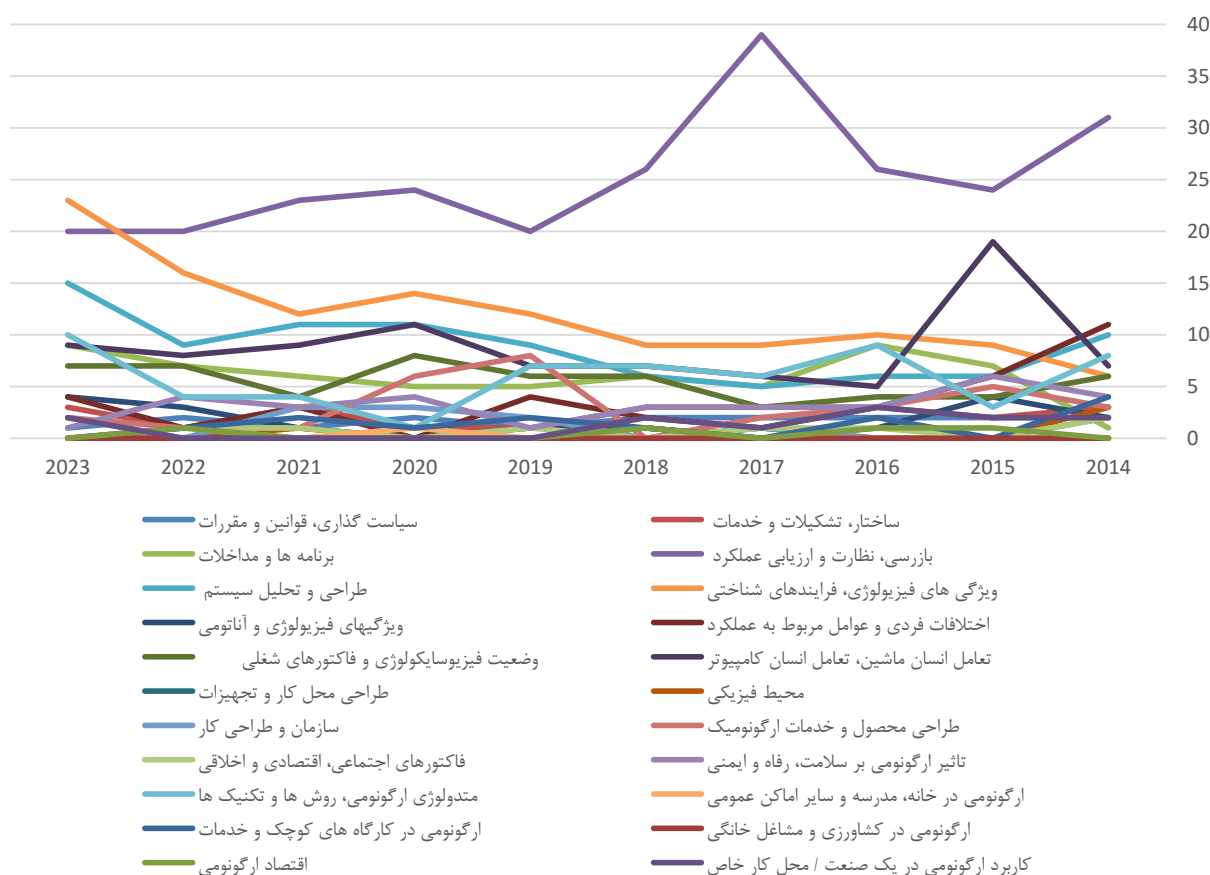 40
35
30
25
20
15
10
5
0
2023 2022 2021 2020 2019 2018 2017 2016 2015 2014
ساختار، تشکیلات و خدمات
سیاست گذاری، قوانین و مقررات
بازرسی، نظارت و ارزیابی عملکرد
برنامه ها و مداخلات
ویژگی های فیزیولوژی، فرایندهای شناختی
طراحی و تحلیل سیستم
اختلافات فردی و عوامل مربوط به عملکرد
ویژگیهای فیزیولوژی و آناتومی
تعامل انسان ماشین، تعامل انسان کامپیوتر
وضعیت فیزیوسایکولوژی و فاکتورهای شغلی
محیط فیزیکی
طراحی محل کار و تجهیزات
طراحی محصول و خدمات ارگونومیک
سازمان و طراحی کار
تاثیر ارگونومی بر سلامت، رفاه و ایمنی
فاکتورهای اجتماعی، اقتصادی و اخلاقی
ارگونومی در خانه، مدرسه و سایر اماکن عمومی
متدولوژی ارگونومی، روش ها و تکنیک ها
ارگونومی در کشاورزی و مشاغل خانگی
ارگونومی در کارگاه های کوچک و خدمات
کاربرد ارگونومی در یک صنعت / محل کار خاص
اقتصاد ارگونومی